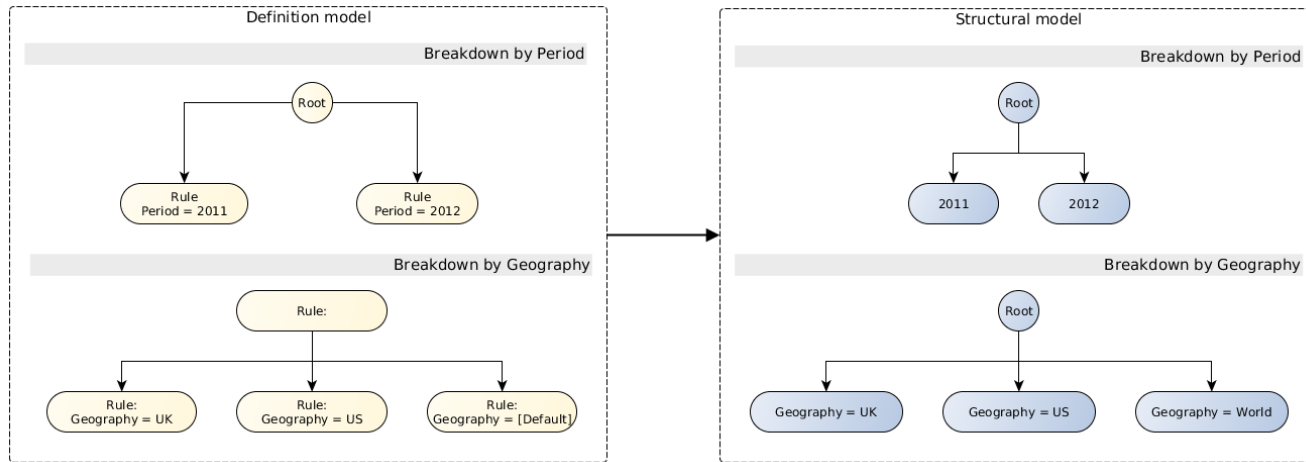 Definition model
Breakdown by Period
Root
Rule
Period = 2011
Rule
Period = 2012
Breakdown by Geography
Rule:
Rule:
Geography = UK
Rule:
Geography = US
Rule:
Geography = [Default]
Structural model
Breakdown by Period
Root
2011
2012
Breakdown by Geography
Root
Geography = UK
Geography = US
Geography = World